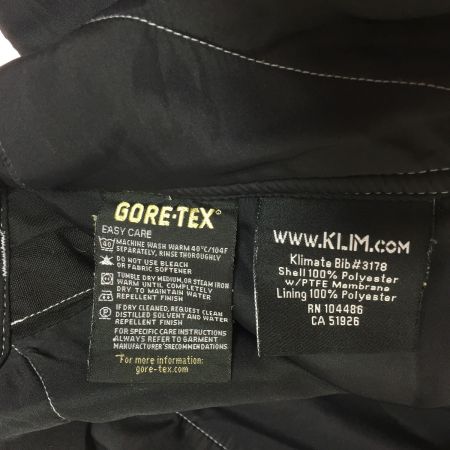 GORE-TEX®
EASY CARE
40 MACHINE WASH WARM 40°C/104F
SEPARATELY, RINSE THOROUGHLY
DO NOT USE BLEACH
OR FABRIC SOFTENER
TUMBLE DRY MEDIUM, OR STEAM IRON
WARM UNTIL COMPLETELY
DRY TO MAINTAIN WATER
REPELLENT FINISH
P IF DRY CLEANED, REQUEST CLEAN
DISTILLED SOLVENT AND WATER
REPELLENT FINISH
FOR SPECIFIC CARE INSTRUCTIONS
ALWAYS REFER TO GARMENT
MANUFACTURER'S RECOMMENDATIONS
For more information:
gore-tex.com
WWW.KLIM.COM
Klimate Bib#3178
Shell 100% Polyester
w/PTFE Membrane
Lining 100% Polyester
RN 104486
CA 51926